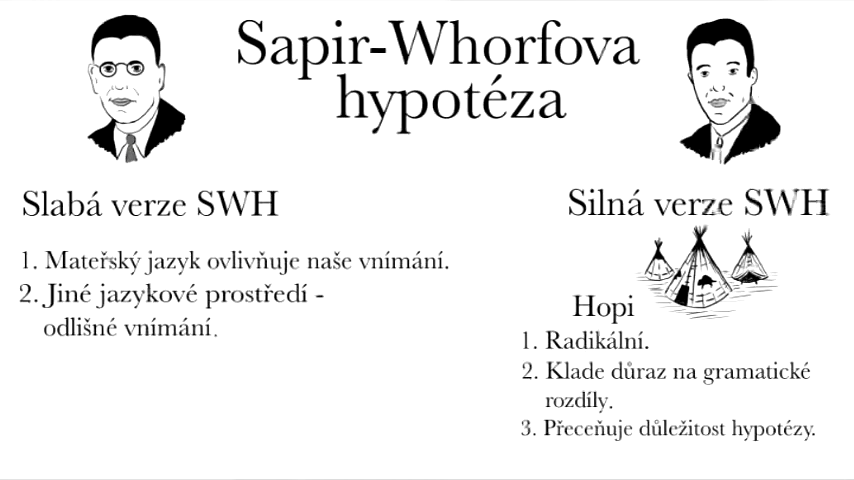 Sapir-Whorfova
hypotéza
Slabá verze SWH
1. Mateřský jazyk ovlivňuje naše vnímání.
2. Jiné jazykové prostředí -
odlišné vnímání.
Silná verze SWH
Hopi
1. Radikální.
2. Klade důraz na gramatické
rozdíly.
3. Přeceňuje důležitost hypotézy.